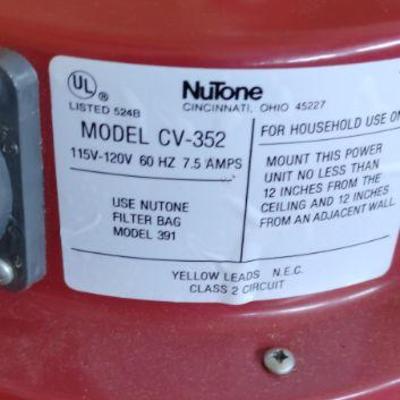 UL ®
LISTED 524B
NuTone
CINCINNATI, OHIO 45227
MODEL CV-352
115V-120V 60 HZ 7.5 AMPS
USE NUTONE
FILTER BAG
MODEL 391
FOR HOUSEHOLD USE
MOUNT THIS POWER
UNIT NO LESS THAN
12 INCHES FROM THE
CEILING AND 12 INCHES
FROM AN ADJACENT WALL.
YELLOW LEADS N.E.C.
CLASS 2 CIRCUIT